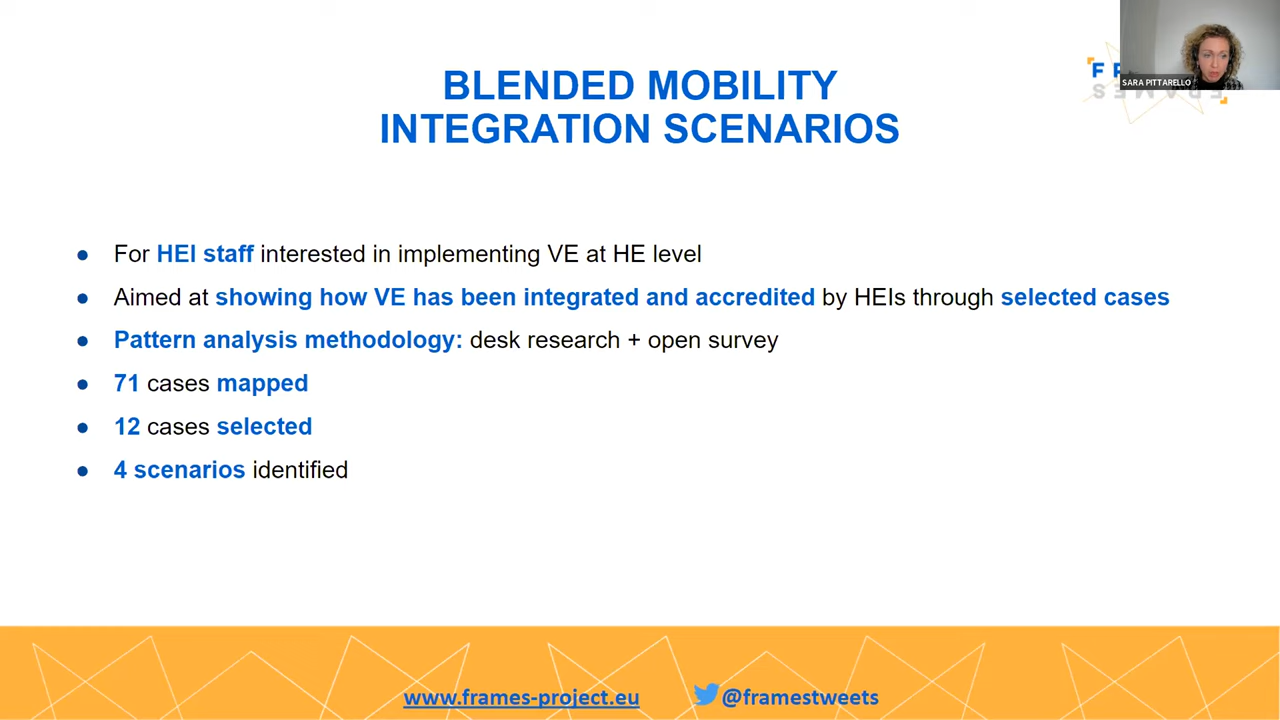 SARA PITTARELLO
BLENDED MOBILITY
INTEGRATION SCENARIOS
● For HEI staff interested in implementing VE at HE level
● Aimed at showing how VE has been integrated and accredited by HEIs through selected cases
● Pattern analysis methodology: desk research + open survey
● 71 cases mapped
● 12 cases selected
● 4 scenarios identified
www.frames-project.eu
@framestweets